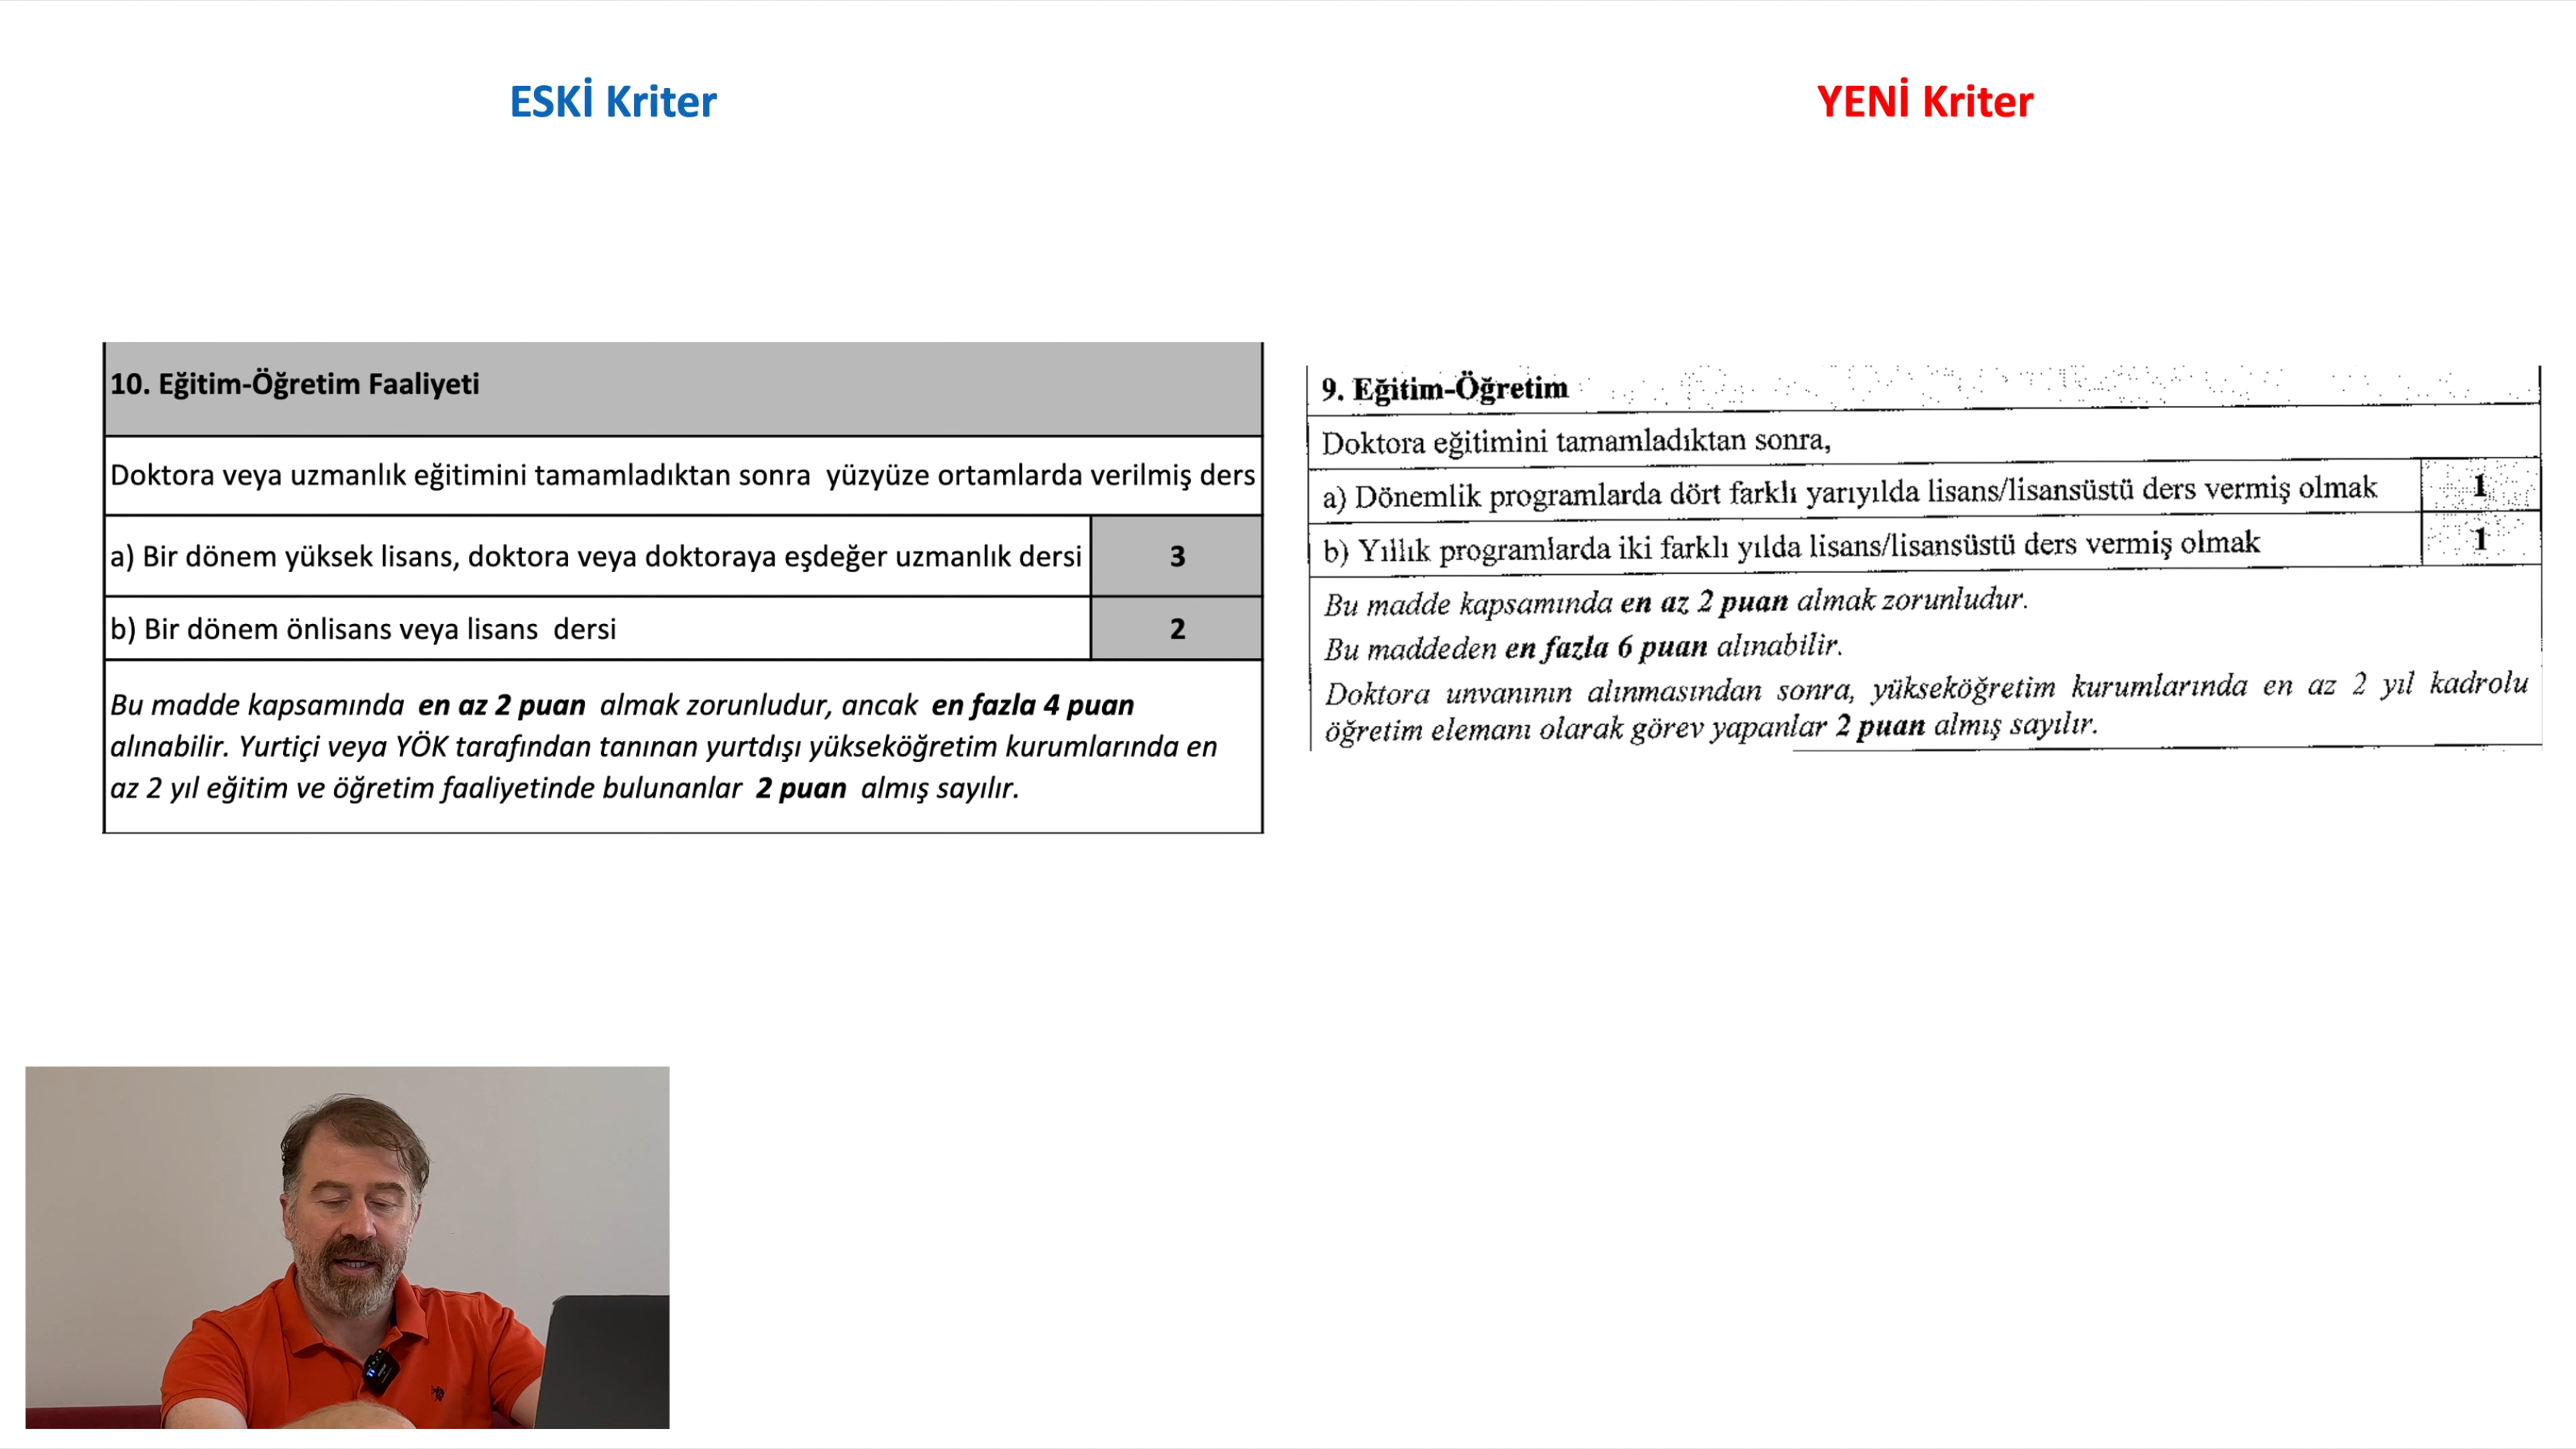 ESKİ Kriter
YENİ Kriter
10. Eğitim-Öğretim Faaliyeti
Doktora veya uzmanlık eğitimini tamamladıktan sonra yüzyüze ortamlarda verilmiş ders
a) Bir dönem yüksek lisans, doktora veya doktoraya eşdeğer uzmanlık dersi 3
b) Bir dönem önlisans veya lisans dersi 2
Bu madde kapsamında en az 2 puan almak zorunludur, ancak en fazla 4 puan
alınabilir. Yurtiçi veya YÖK tarafından tanınan yurtdışı yükseköğretim kurumlarında en
az 2 yıl eğitim ve öğretim faaliyetinde bulunanlar 2 puan almış sayılır.
9. Eğitim-Öğretim
Doktora eğitimini tamamladıktan sonra,
a) Dönemlik programlarda dört farklı yarıyılda lisans/lisansüstü ders vermiş olmak 1
b) Yıllık programlarda iki farklı yılda lisans/lisansüstü ders vermiş olmak 1
Bu madde kapsamında en az 2 puan almak zorunludur.
Bu maddeden en fazla 6 puan alınabilir.
Doktora unvanının alınmasından sonra, yükseköğretim kurumlarında en az 2 yıl kadrolu
öğretim elemanı olarak görev yapanlar 2 puan almış sayılır.